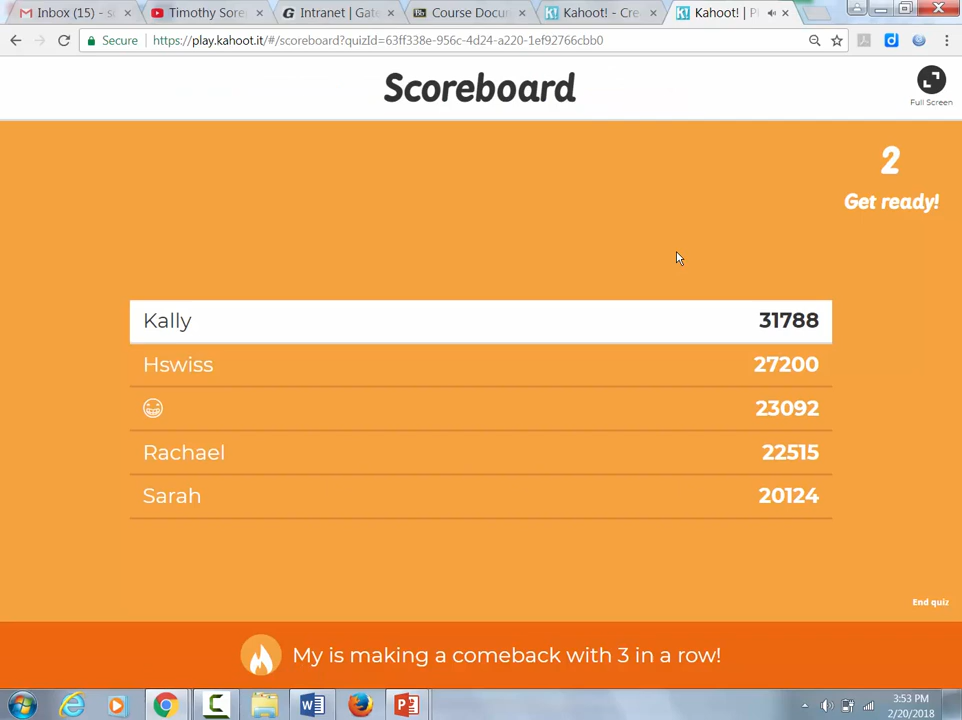 Inbox (15) - s
Timothy Sore
Intranet | Gate
Course Docu
Kahoot! - Cre
Kahoot! | P
Secure
https://play.kahoot.it/#/scoreboard?quizId=63ff338e-956c-4d24-a220-1ef92766cbb0
Scoreboard
Full Screen
2
Get ready!
Kally 31788
Hswiss 27200
😁 23092
Rachael 22515
Sarah 20124
End quiz
My is making a comeback with 3 in a row!
3:53 PM
2/20/2018